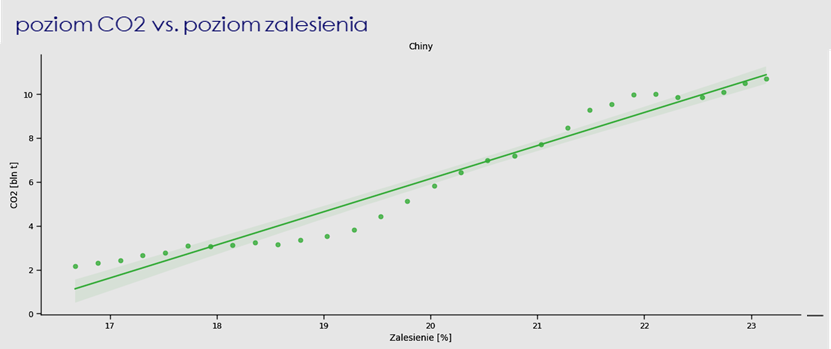 poziom CO2 vs. poziom zalesienia
Chiny
CO2 [bln t]
10
8
6
4
2
0
17 18 19 20 21 22 23
Zalesienie [%]